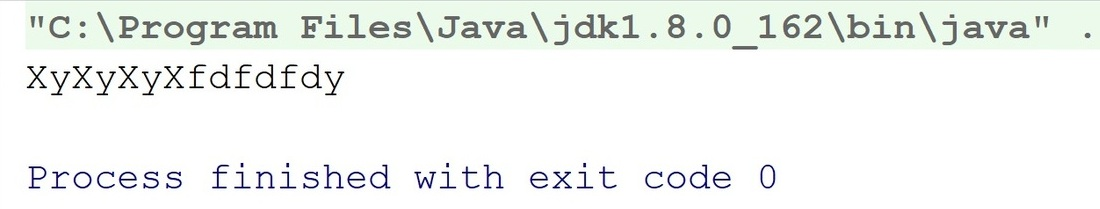 "C:\Program Files\Java\jdk1.8.0_162\bin\java" .
XyXyXyXfdfdfdy
Process finished with exit code 0